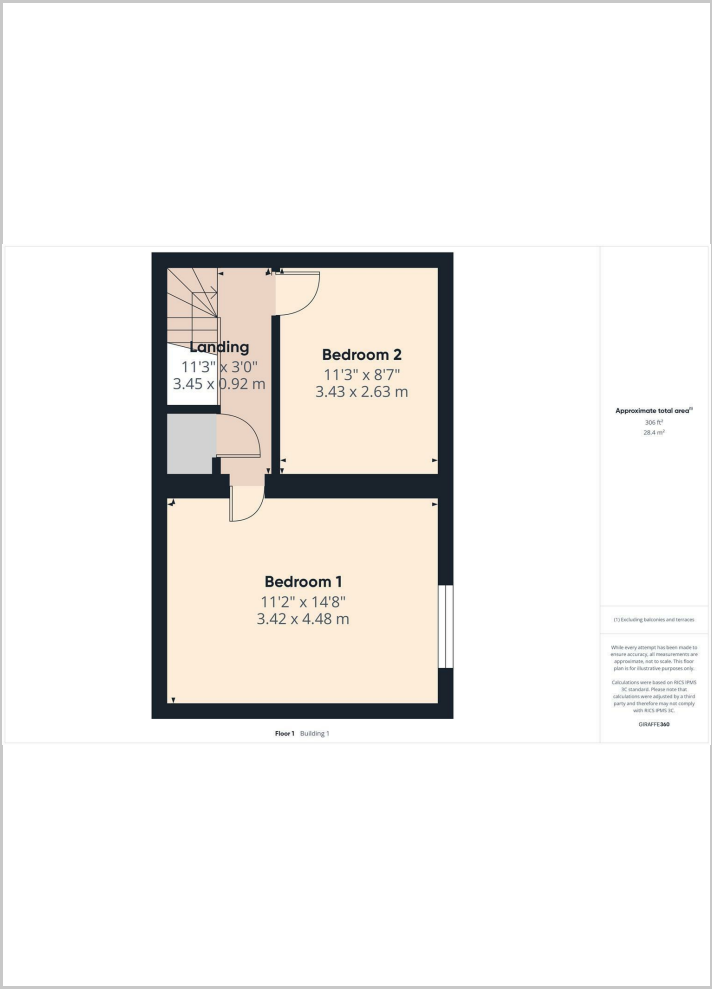 Landing
11'3" x 3'0"
3.45 x 0.92 m
Bedroom 2
11'3" x 8'7"
3.43 x 2.63 m
Bedroom 1
11'2" x 14'8"
3.42 x 4.48 m
Floor 1 Building 1
Approximate total area(1)
306 ft²
28.4 m²
(1) Excluding balconies and terraces
While every attempt has been made to
ensure accuracy, all measurements are
approximate, not to scale. This floor
plan is for illustrative purposes only.
Calculations were based on RICS IPMS
3C standard. Please note that
calculations were adjusted by a third
party and therefore may not comply
with RICS IPMS 3C.
GIRAFFE360